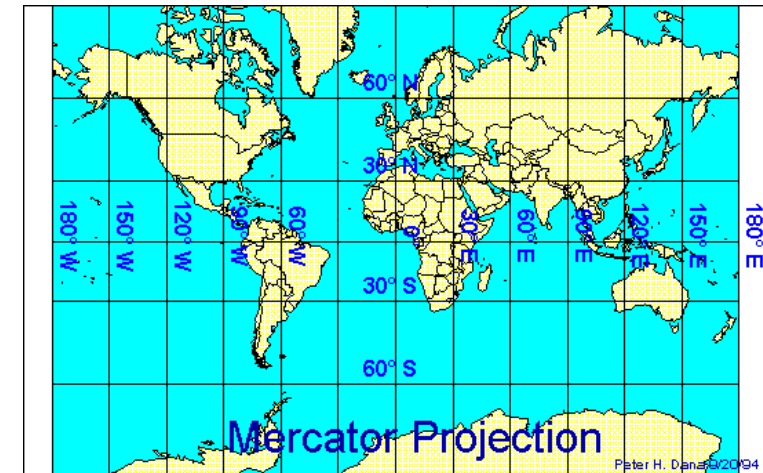 60° N
30° N
180° W
150° W
120° W
90° W
60° W
0°
30° E
60° E
90° E
120° E
150° E
180° E
30° S
60° S
Mercator Projection
Peter H. Dana 9/20/94